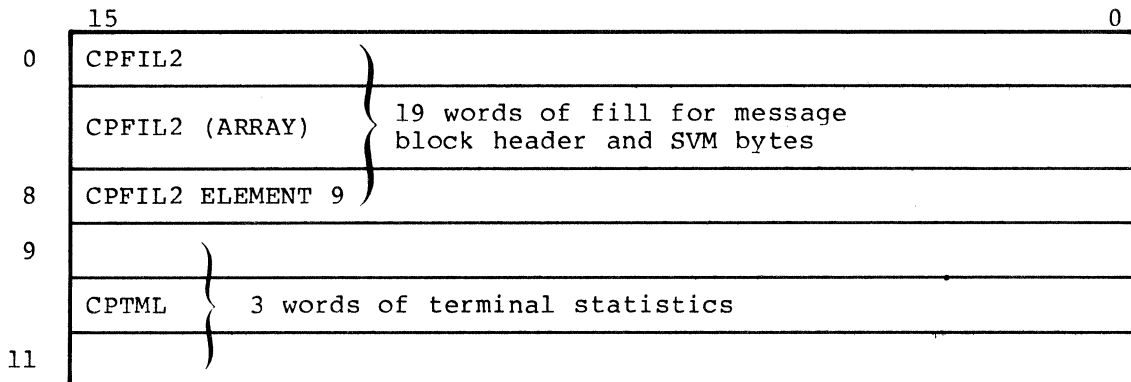 15 0
0 CPFIL2
CPFIL2 (ARRAY) 19 words of fill for message
block header and SVM bytes
8 CPFIL2 ELEMENT 9
9
CPTML 3 words of terminal statistics
11